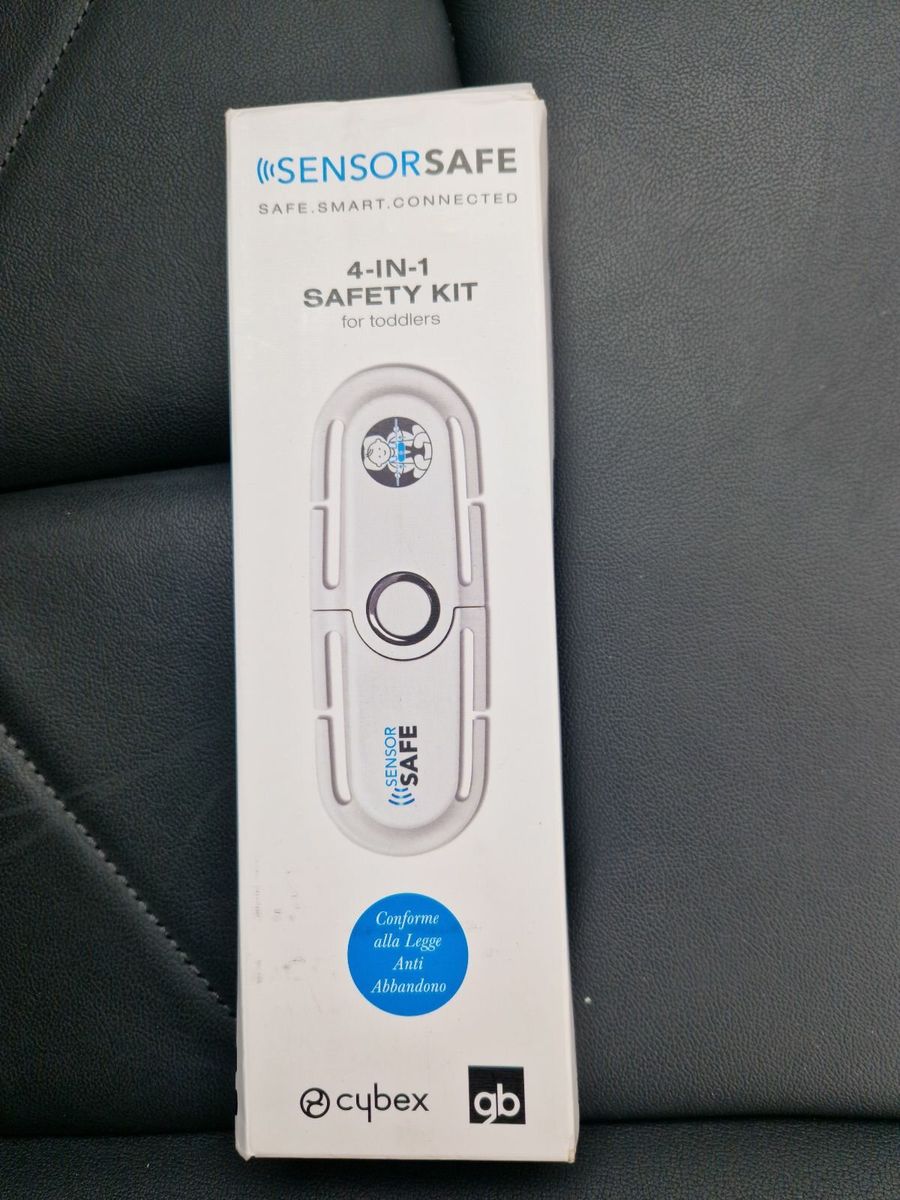 SENSORSAFE
SAFE.SMART.CONNECTED
4-IN-1
SAFETY KIT
for toddlers
SENSOR
SAFE
Conforme
alla Legge
Anti
Abbandono
cybex
gb